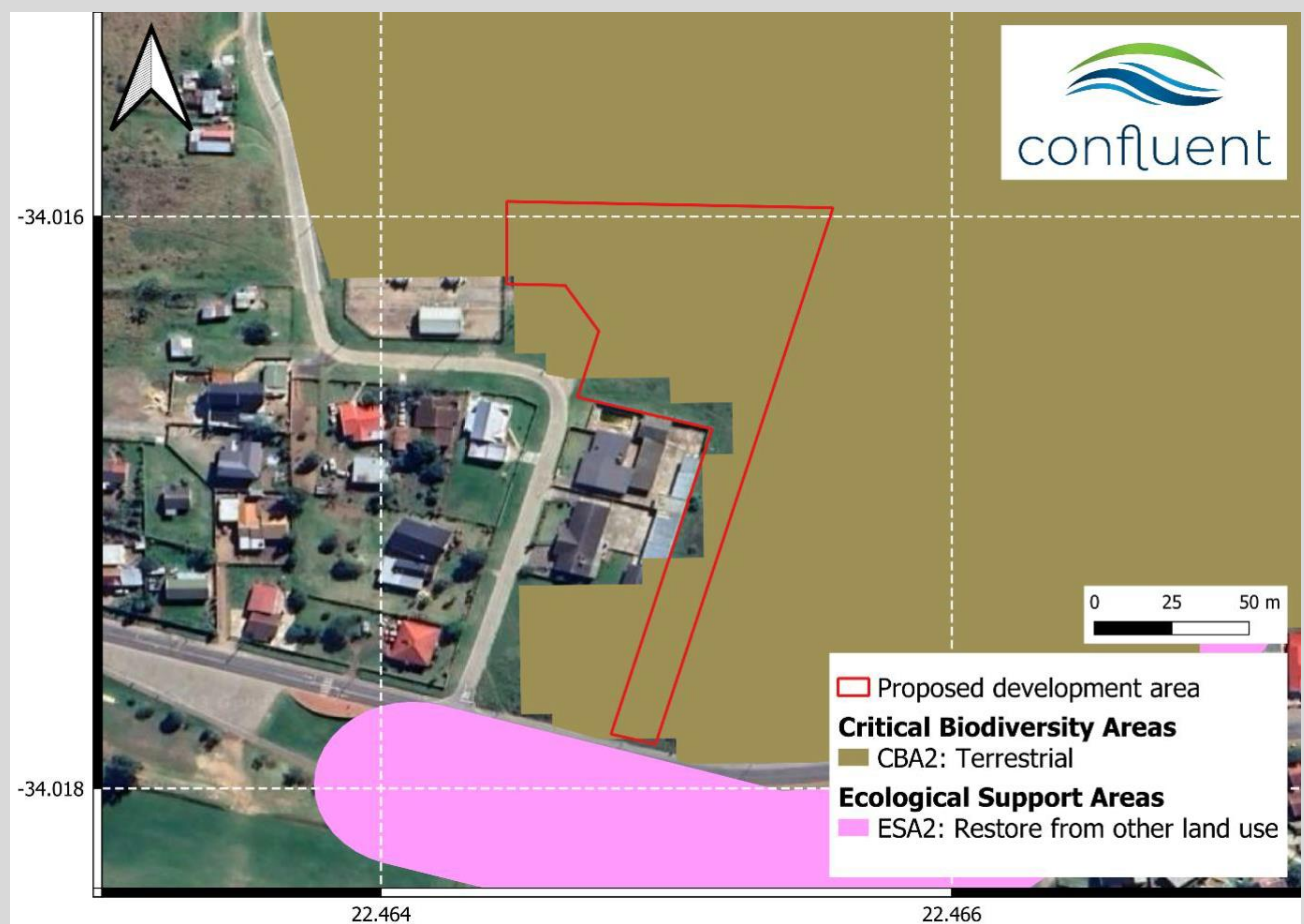 confluent
-34.016
0 25 50 m
Proposed development area
Critical Biodiversity Areas
CBA2: Terrestrial
Ecological Support Areas
-34.018
ESA2: Restore from other land use
22.464 22.466